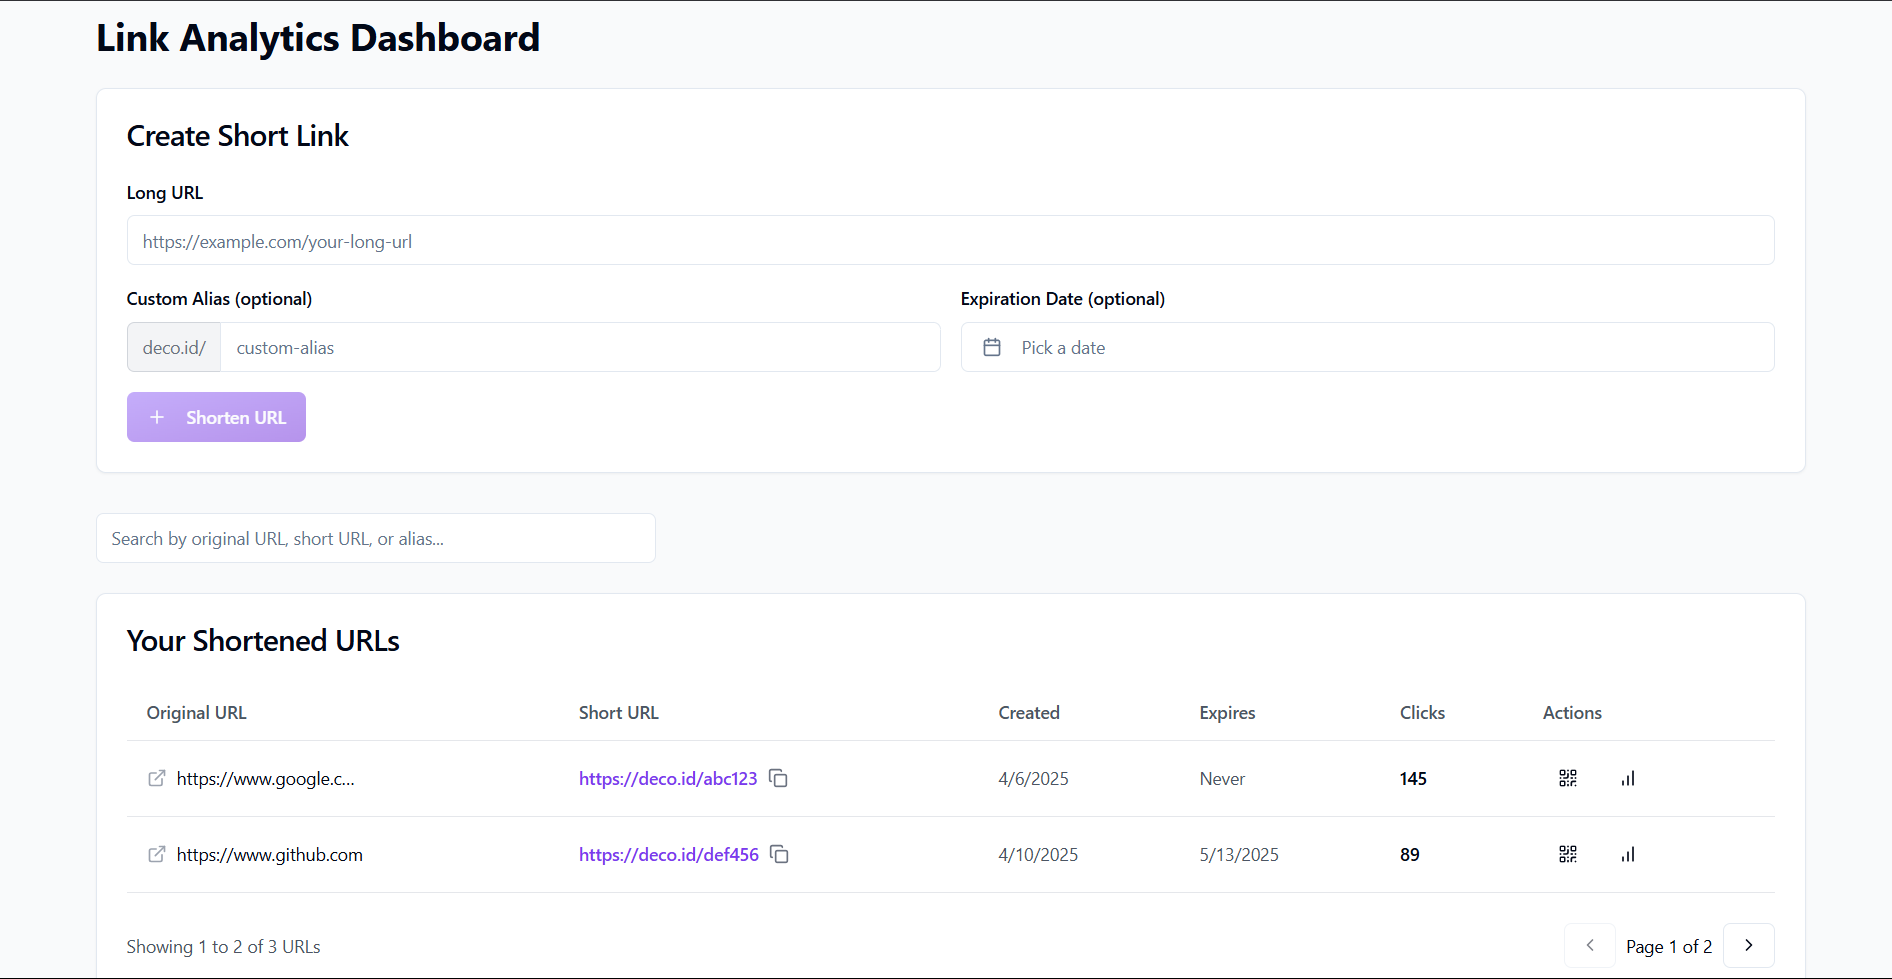 Link Analytics Dashboard
Create Short Link
Long URL
https://example.com/your-long-url
Custom Alias (optional)
Expiration Date (optional)
deco.id/ custom-alias
Pick a date
+ Shorten URL
Search by original URL, short URL, or alias...
Your Shortened URLs
Original URL Short URL Created Expires Clicks Actions
https://www.google.c... https://deco.id/abc123 4/6/2025 Never 145
https://www.github.com https://deco.id/def456 4/10/2025 5/13/2025 89
Showing 1 to 2 of 3 URLs
Page 1 of 2